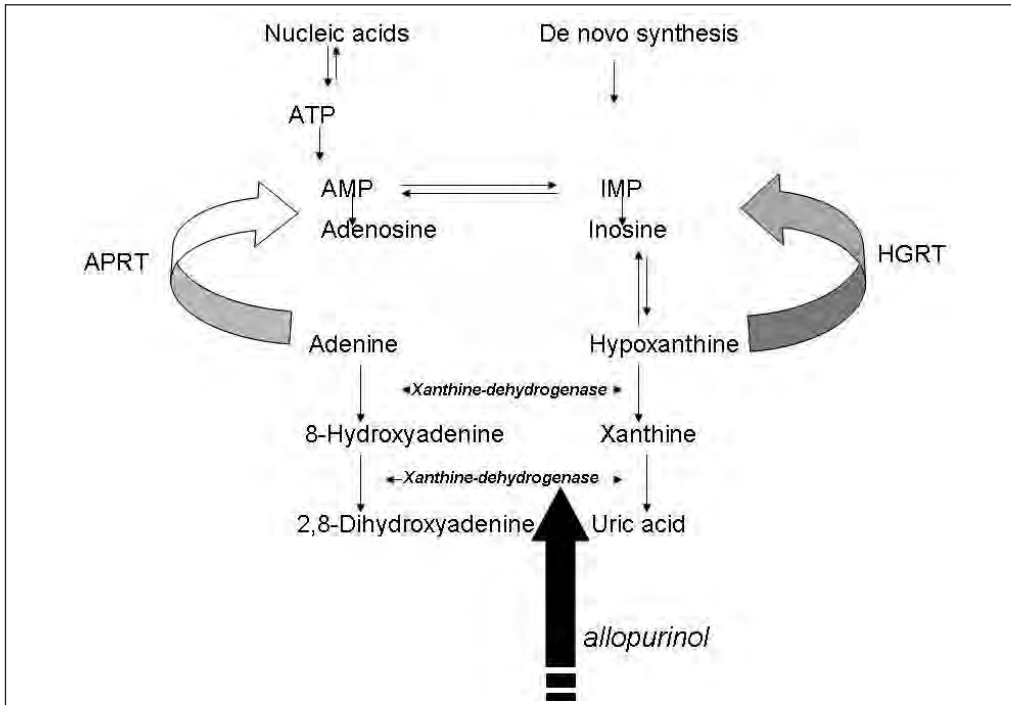 Nucleic acids De novo synthesis
ATP
AMP IMP
Adenosine Inosine
APRT HGRT
Adenine Hypoxanthine
Xanthine-dehydrogenase
8-Hydroxyadenine Xanthine
Xanthine-dehydrogenase
2,8-Dihydroxyadenine Uric acid
allopurinol